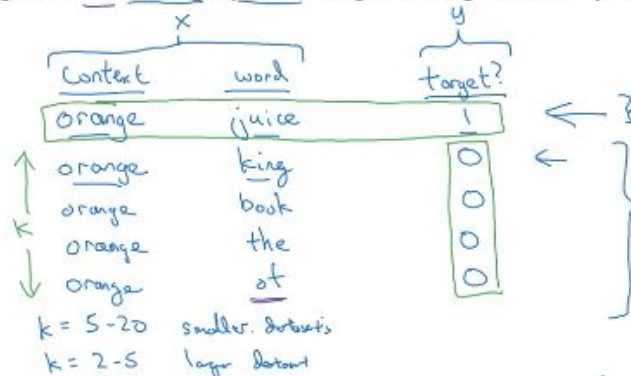 x y
Context word target?
orange juice 1
orange king 0
orange book 0
k orange the 0
orange of 0
k = 5-20 smaller datasets
k = 2-5 larger dataset